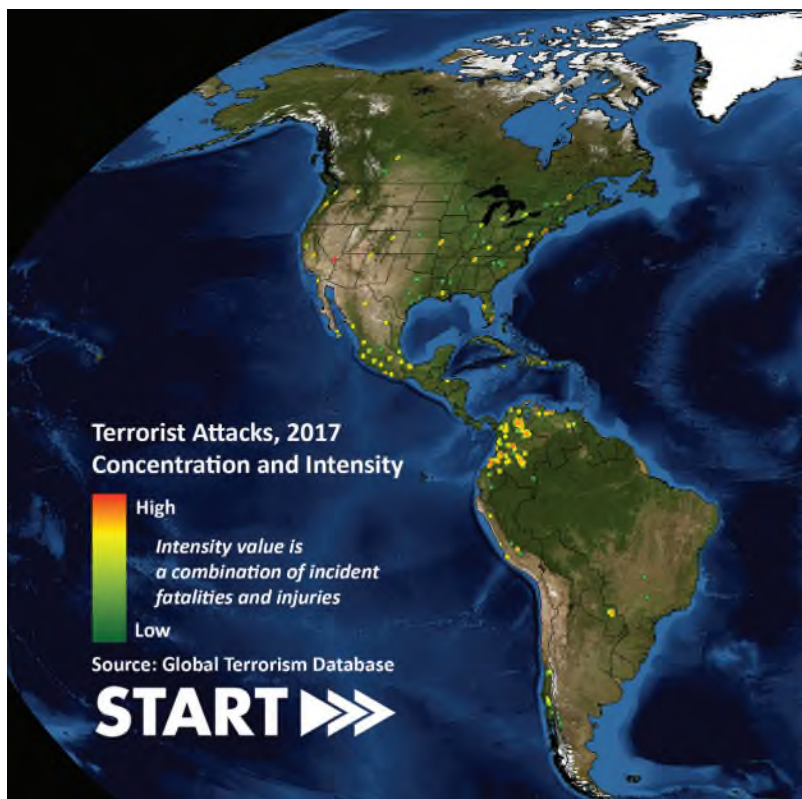 Terrorist Attacks, 2017
Concentration and Intensity
High
Intensity value is
a combination of incident
fatalities and injuries
Low
Source: Global Terrorism Database
START